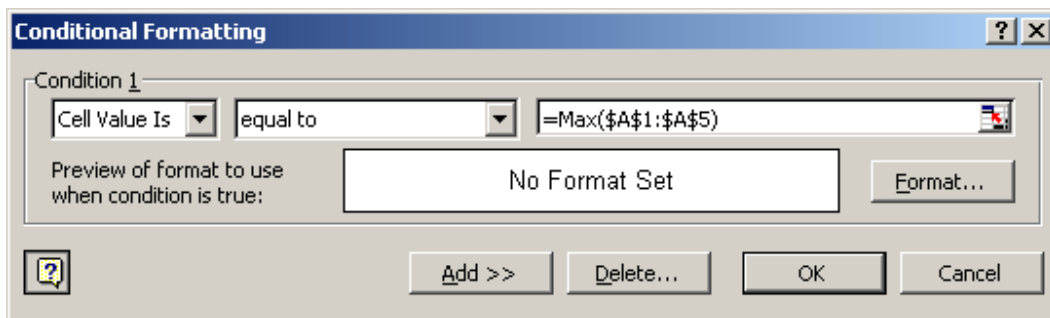 Conditional Formatting
Condition 1
Cell Value Is equal to =Max($A$1:$A$5)
Preview of format to use
when condition is true:
No Format Set
Format...
Add >> Delete... OK Cancel